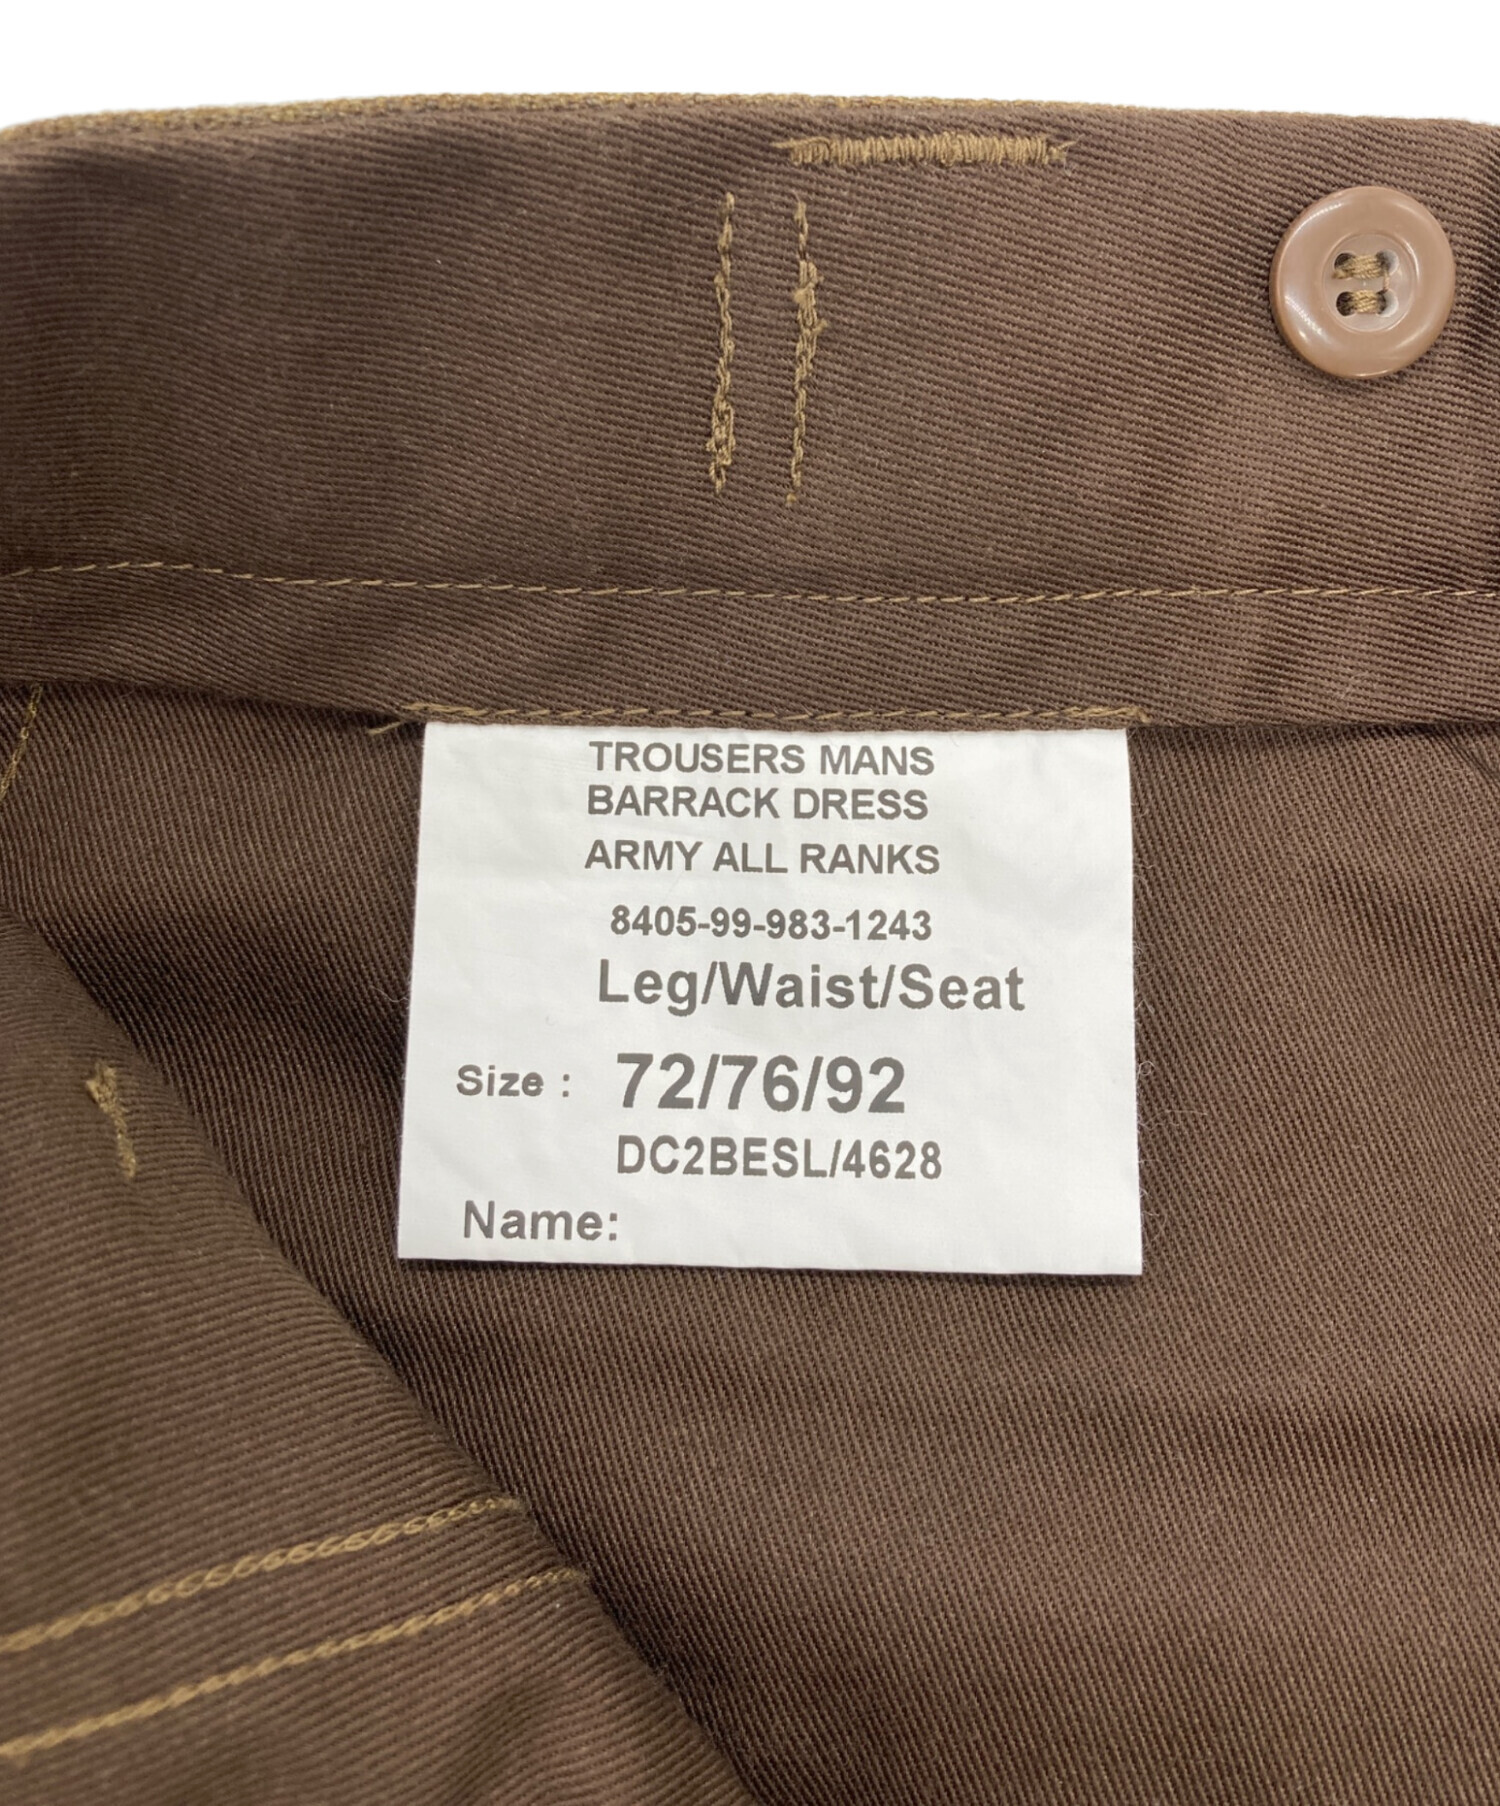 TROUSERS MANS
BARRACK DRESS
ARMY ALL RANKS
8405-99-983-1243
Leg/Waist/Seat
Size : 72/76/92
DC2BESL/4628
Name: